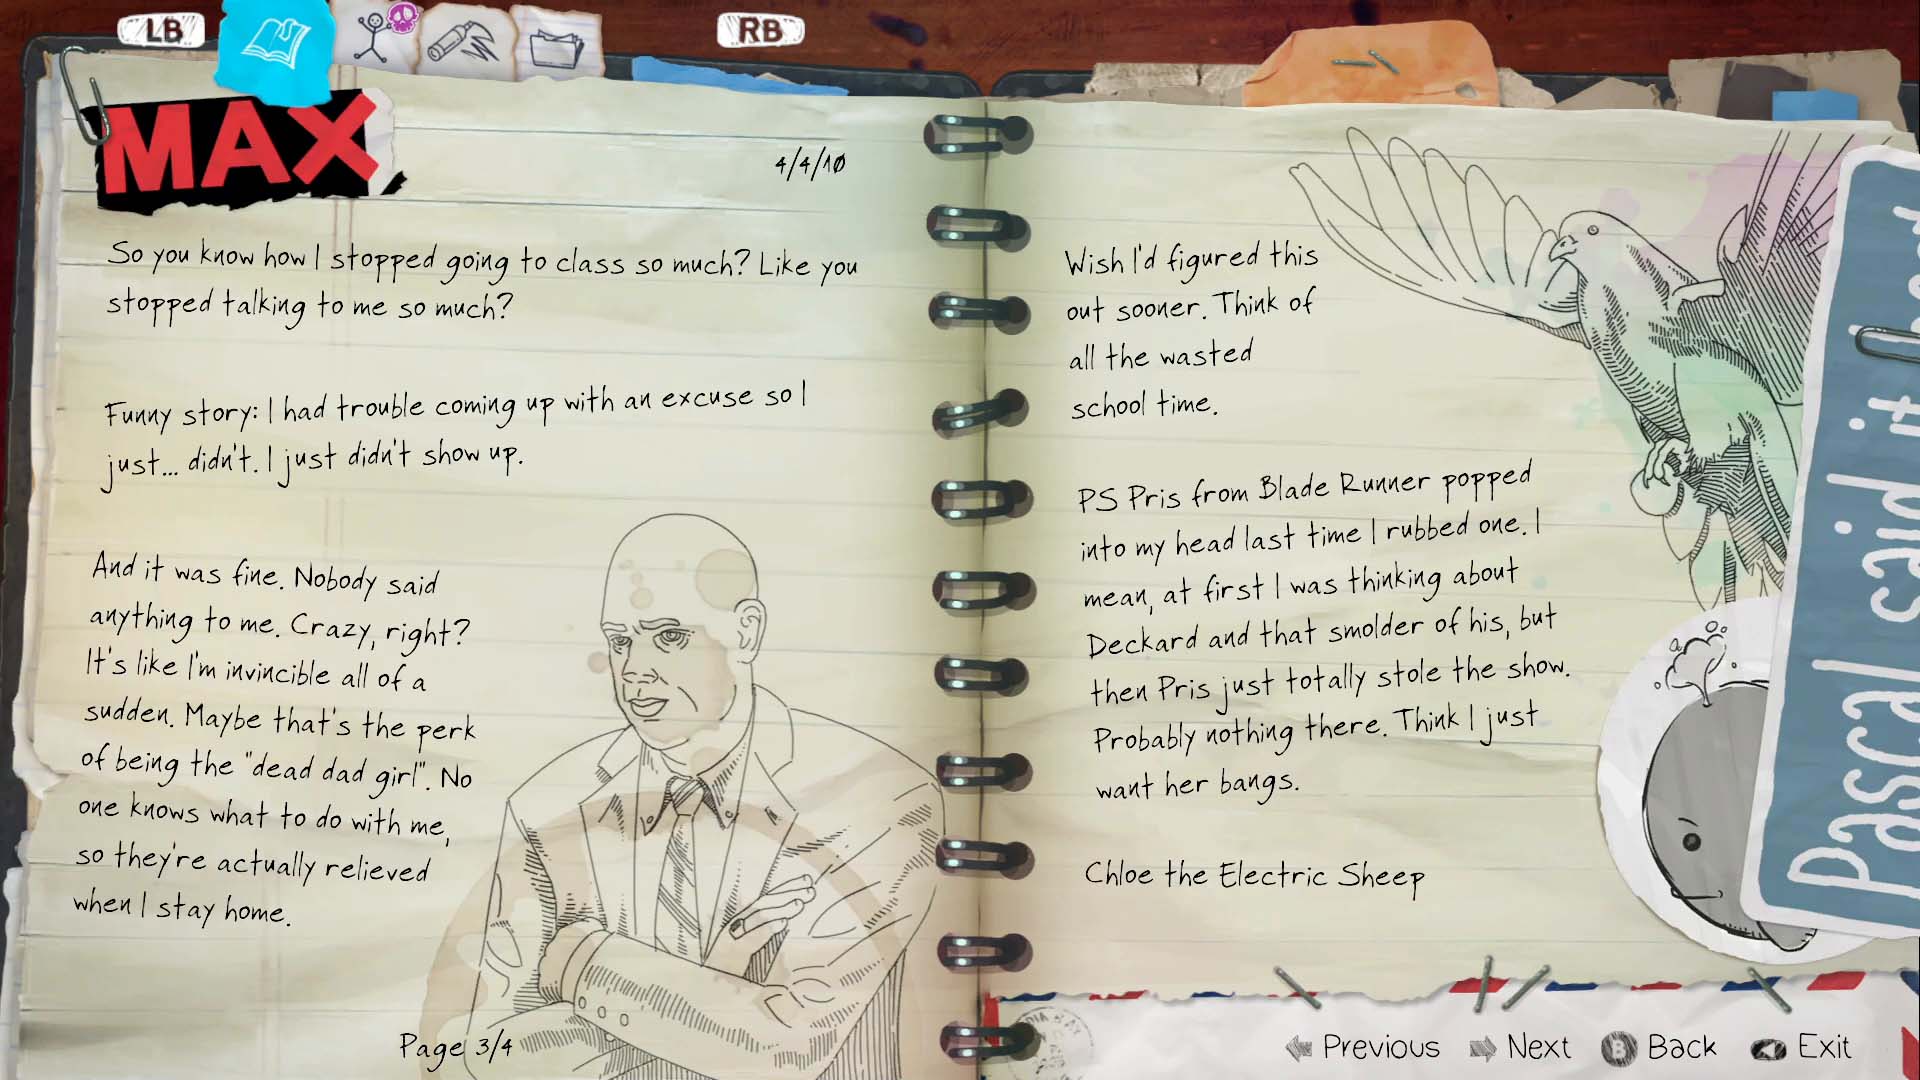 LB
RB
MAX
4/4/10
So you know how I stopped going to class so much? Like you
stopped talking to me so much?
Funny story: I had trouble coming up with an excuse so I
just... didn't. I just didn't show up.
And it was fine. Nobody said
anything to me. Crazy, right?
It's like I'm invincible all of a
sudden. Maybe that's the perk
of being the "dead dad girl". No
one knows what to do with me,
so they're actually relieved
when I stay home.
Page 3/4
Wish I'd figured this
out sooner. Think of
all the wasted
school time.
PS Pris from Blade Runner popped
into my head last time I rubbed one. I
mean, at first I was thinking about
Deckard and that smolder of his, but
then Pris just totally stole the show.
Probably nothing there. Think I just
want her bangs.
Chloe the Electric Sheep
Pascal said it
Previous
Next
B
Back
Exit